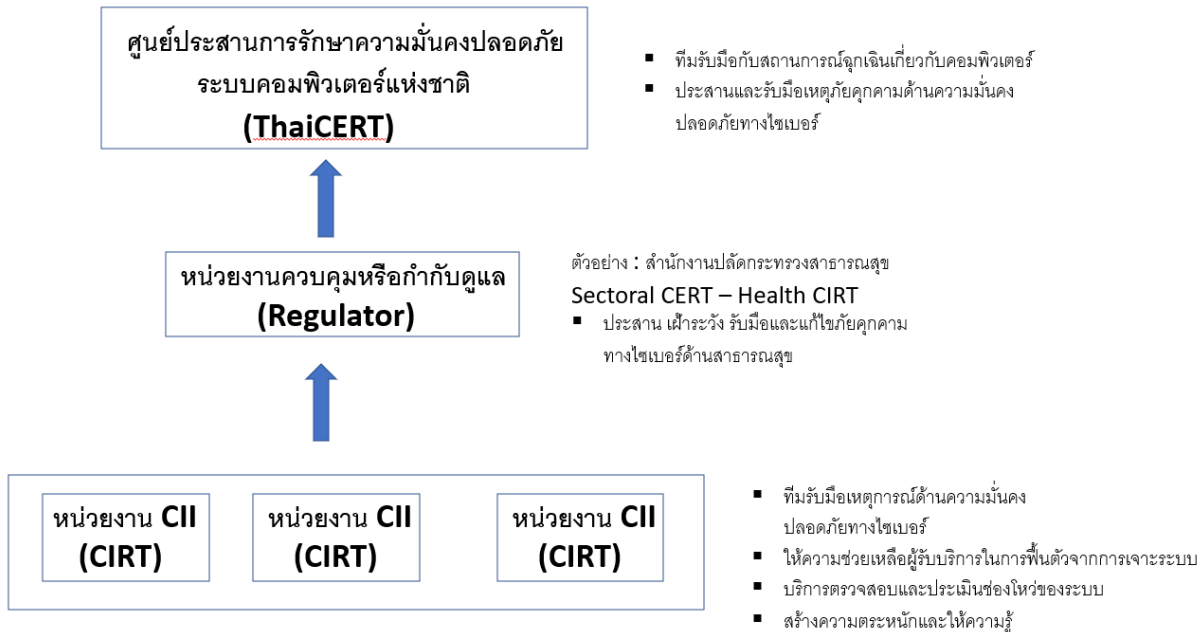 ศูนย์ประสานการรักษาความมั่นคงปลอดภัย
ระบบคอมพิวเตอร์แห่งชาติ
(ThaiCERT)
▪ ทีมรับมือกับสถานการณ์ฉุกเฉินเกี่ยวกับคอมพิวเตอร์
▪ ประสานและรับมือเหตุภัยคุกคามด้านความมั่นคง
ปลอดภัยทางไซเบอร์
หน่วยงานควบคุมหรือกำกับดูแล
(Regulator)
ตัวอย่าง : สำนักงานปลัดกระทรวงสาธารณสุข
Sectoral CERT – Health CIRT
▪ ประสาน เฝ้าระวัง รับมือและแก้ไขภัยคุกคาม
ทางไซเบอร์ด้านสาธารณสุข
หน่วยงาน CII
(CIRT)
หน่วยงาน CII
(CIRT)
หน่วยงาน CII
(CIRT)
▪ ทีมรับมือเหตุการณ์ด้านความมั่นคง
ปลอดภัยทางไซเบอร์
▪ ให้ความช่วยเหลือผู้รับบริการในการฟื้นตัวจากการเจาะระบบ
▪ บริการตรวจสอบและประเมินช่องโหว่ของระบบ
▪ สร้างความตระหนักและให้ความรู้